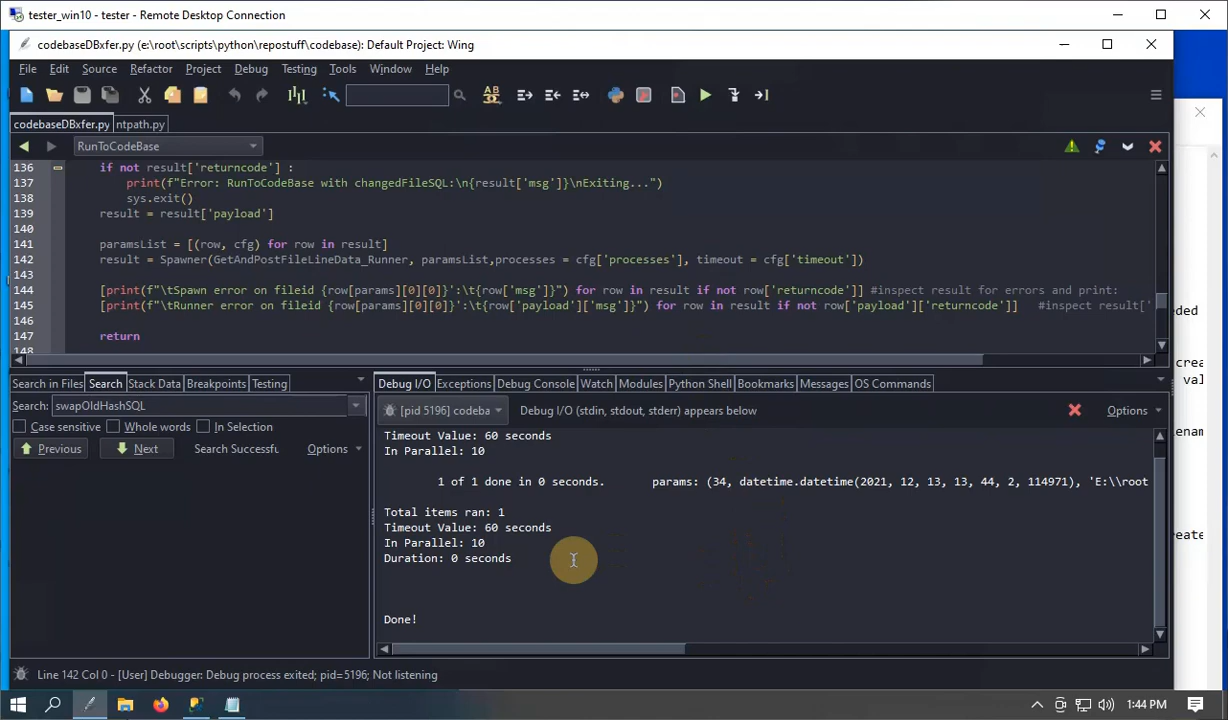 tester_win10 - tester - Remote Desktop Connection
codebaseDBxfer.py (e:\root\scripts\python\repostuff\codebase): Default Project: Wing
File Edit Source Refactor Project Debug Testing Tools Window Help
codebaseDBxfer.py ntpath.py
RunToCodeBase
136 if not result['returncode'] :
137 print(f"Error: RunToCodeBase with changedFileSQL:\n{result['msg']}\nExiting...")
138 sys.exit()
139 result = result['payload']
140
141 paramsList = [(row, cfg) for row in result]
142 result = Spawner(GetAndPostFileLineData_Runner, paramsList,processes = cfg['processes'], timeout = cfg['timeout'])
143
144 [print(f"\tSpawn error on fileid {row[params][0][0]}':\t{row['msg']}") for row in result if not row['returncode']] #inspect result for errors and print:
145 [print(f"\tRunner error on fileid {row[params][0][0]}':\t{row['payload']['msg']}") for row in result if not row['payload']['returncode']] #inspect result['
146
147 return
148
Search in Files Search Stack Data Breakpoints Testing
Debug I/O Exceptions Debug Console Watch Modules Python Shell Bookmarks Messages OS Commands
Search: swapOldHashSQL
Case sensitive Whole words In Selection
Previous Next Search Successfu Options
[pid 5196] codeba Debug I/O (stdin, stdout, stderr) appears below Options
Timeout Value: 60 seconds
In Parallel: 10
1 of 1 done in 0 seconds. params: (34, datetime.datetime(2021, 12, 13, 13, 44, 2, 114971), 'E:\\root
Total items ran: 1
Timeout Value: 60 seconds
In Parallel: 10
Duration: 0 seconds
Done!
Line 142 Col 0 - [User] Debugger: Debug process exited; pid=5196; Not listening
eded
crea
val
lenam
reate
1:44 PM